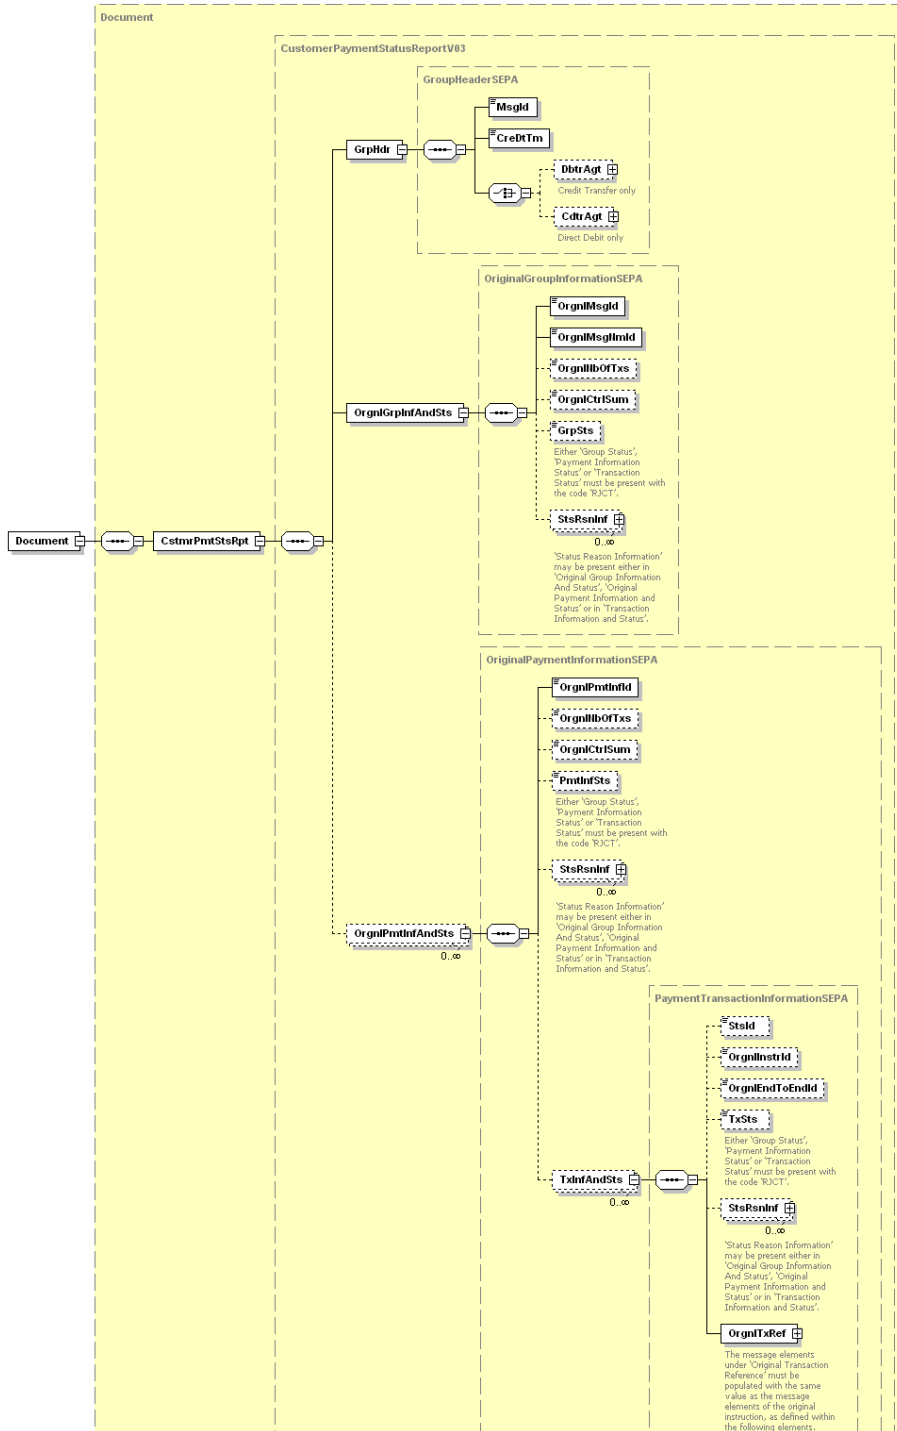 Document
CustomerPaymentStatusReportV03
GroupHeaderSEPA
MsgId
GrpHdr
CreDtTm
DbtrAgt
Credit Transfer only
CdtrAgt
Direct Debit only
OriginalGroupInformationSEPA
OrgnlMsgId
OrgnlMsgNmId
OrgnlNbOfTxs
OrgnlCtrlSum
OrgnlGrpInfAndSts
GrpSts
Either 'Group Status',
'Payment Information
Status' or 'Transaction
Status' must be present with
the code 'RJCT'.
StsRsnInf
0..∞
'Status Reason Information'
may be present either in
'Original Group Information
And Status', 'Original
Payment Information and
Status' or in 'Transaction
Information and Status'.
Document
CstmrPmtStsRpt
OriginalPaymentInformationSEPA
OrgnlPmtInfId
OrgnlNbOfTxs
OrgnlCtrlSum
PmtInfSts
Either 'Group Status',
'Payment Information
Status' or 'Transaction
Status' must be present with
the code 'RJCT'.
StsRsnInf
0..∞
'Status Reason Information'
may be present either in
'Original Group Information
And Status', 'Original
Payment Information and
Status' or in 'Transaction
Information and Status'.
OrgnlPmtInfAndSts
0..∞
PaymentTransactionInformationSEPA
StsId
OrgnlInstrId
OrgnlEndToEndId
TxSts
Either 'Group Status',
'Payment Information
Status' or 'Transaction
Status' must be present with
the code 'RJCT'.
TxInfAndSts
0..∞
StsRsnInf
0..∞
'Status Reason Information'
may be present either in
'Original Group Information
And Status', 'Original
Payment Information and
Status' or in 'Transaction
Information and Status'.
OrgnlTxRef
The message elements
under 'Original Transaction
Reference' must be
populated with the same
value as the message
elements of the original
instruction, as defined within
the following elements.